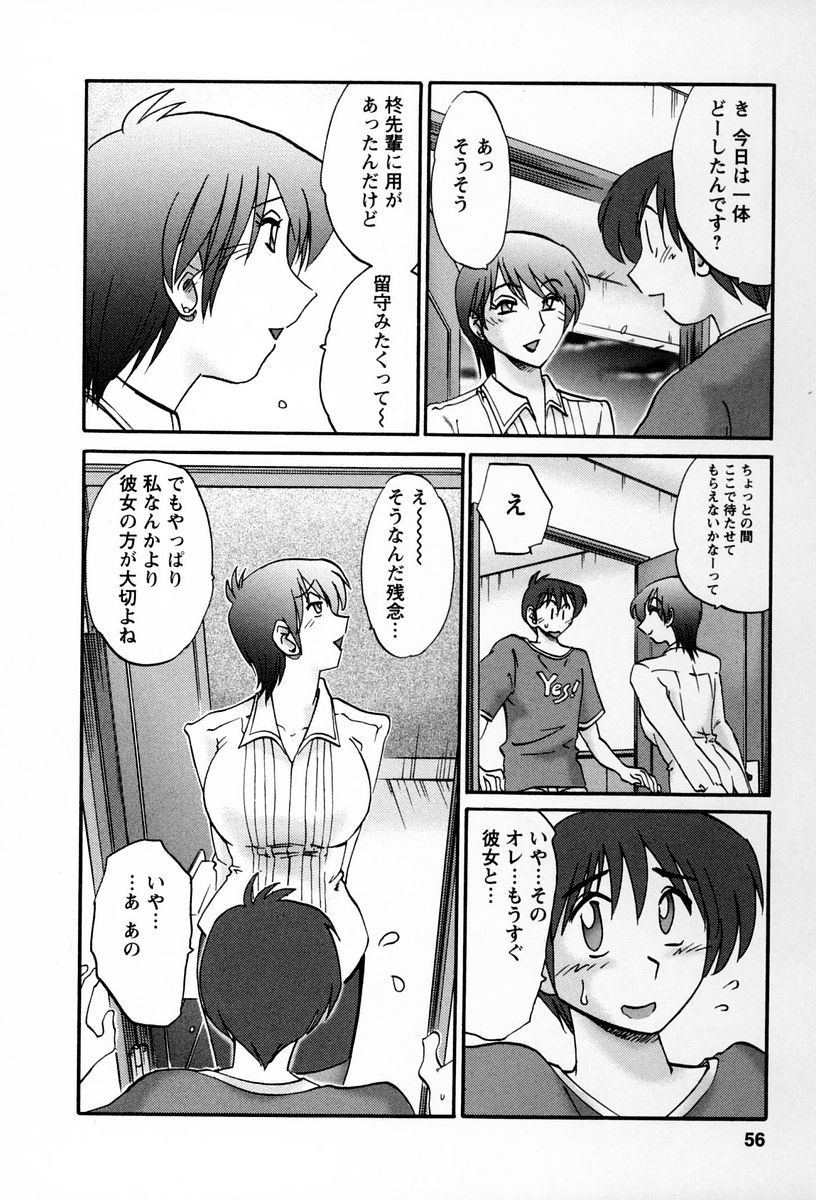 き 今日は一体
どーしたんです?
あっ
そうそう
柊先輩に用が
あったんだけど
留守みたくって〜
ちょっとの間
ここで待たせて
もらえないかなーって
え
Yes!
いや…その
オレ…もうすぐ
彼女と…
え〜〜〜〜
そうなんだ残念…
でもやっぱり
私なんかより
彼女の方が大切よね
いや…
…あ あの
56